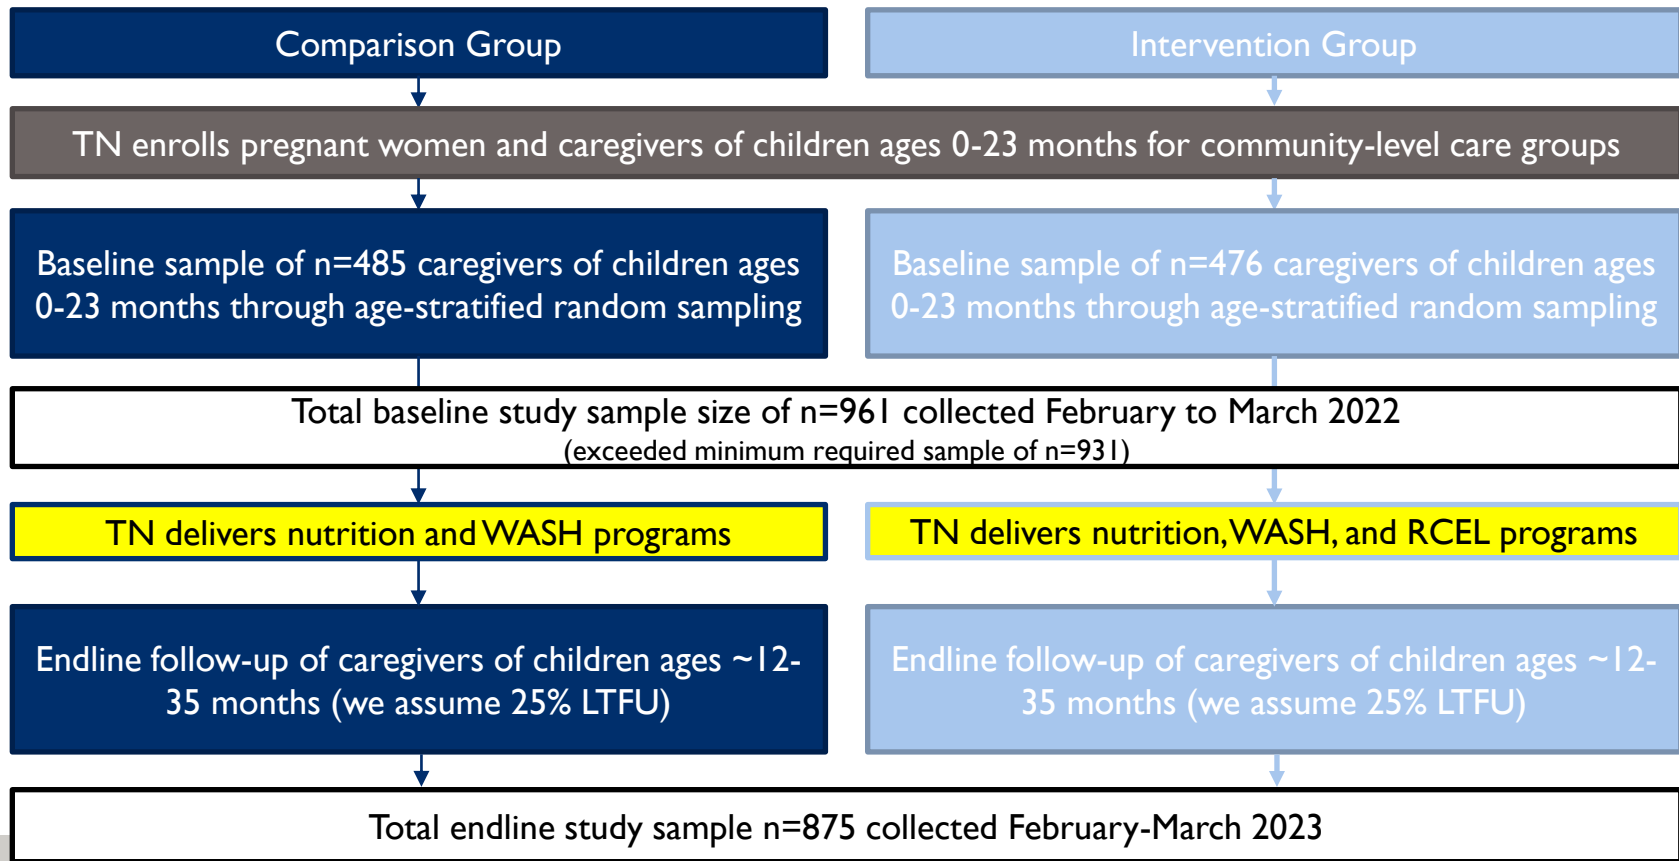 Comparison Group
Intervention Group
TN enrolls pregnant women and caregivers of children ages 0-23 months for community-level care groups
Baseline sample of n=485 caregivers of children ages
0-23 months through age-stratified random sampling
Baseline sample of n=476 caregivers of children ages
0-23 months through age-stratified random sampling
Total baseline study sample size of n=961 collected February to March 2022
(exceeded minimum required sample of n=931)
TN delivers nutrition and WASH programs
TN delivers nutrition, WASH, and RCEL programs
Endline follow-up of caregivers of children ages ~12-
35 months (we assume 25% LTFU)
Endline follow-up of caregivers of children ages ~12-
35 months (we assume 25% LTFU)
Total endline study sample n=875 collected February-March 2023